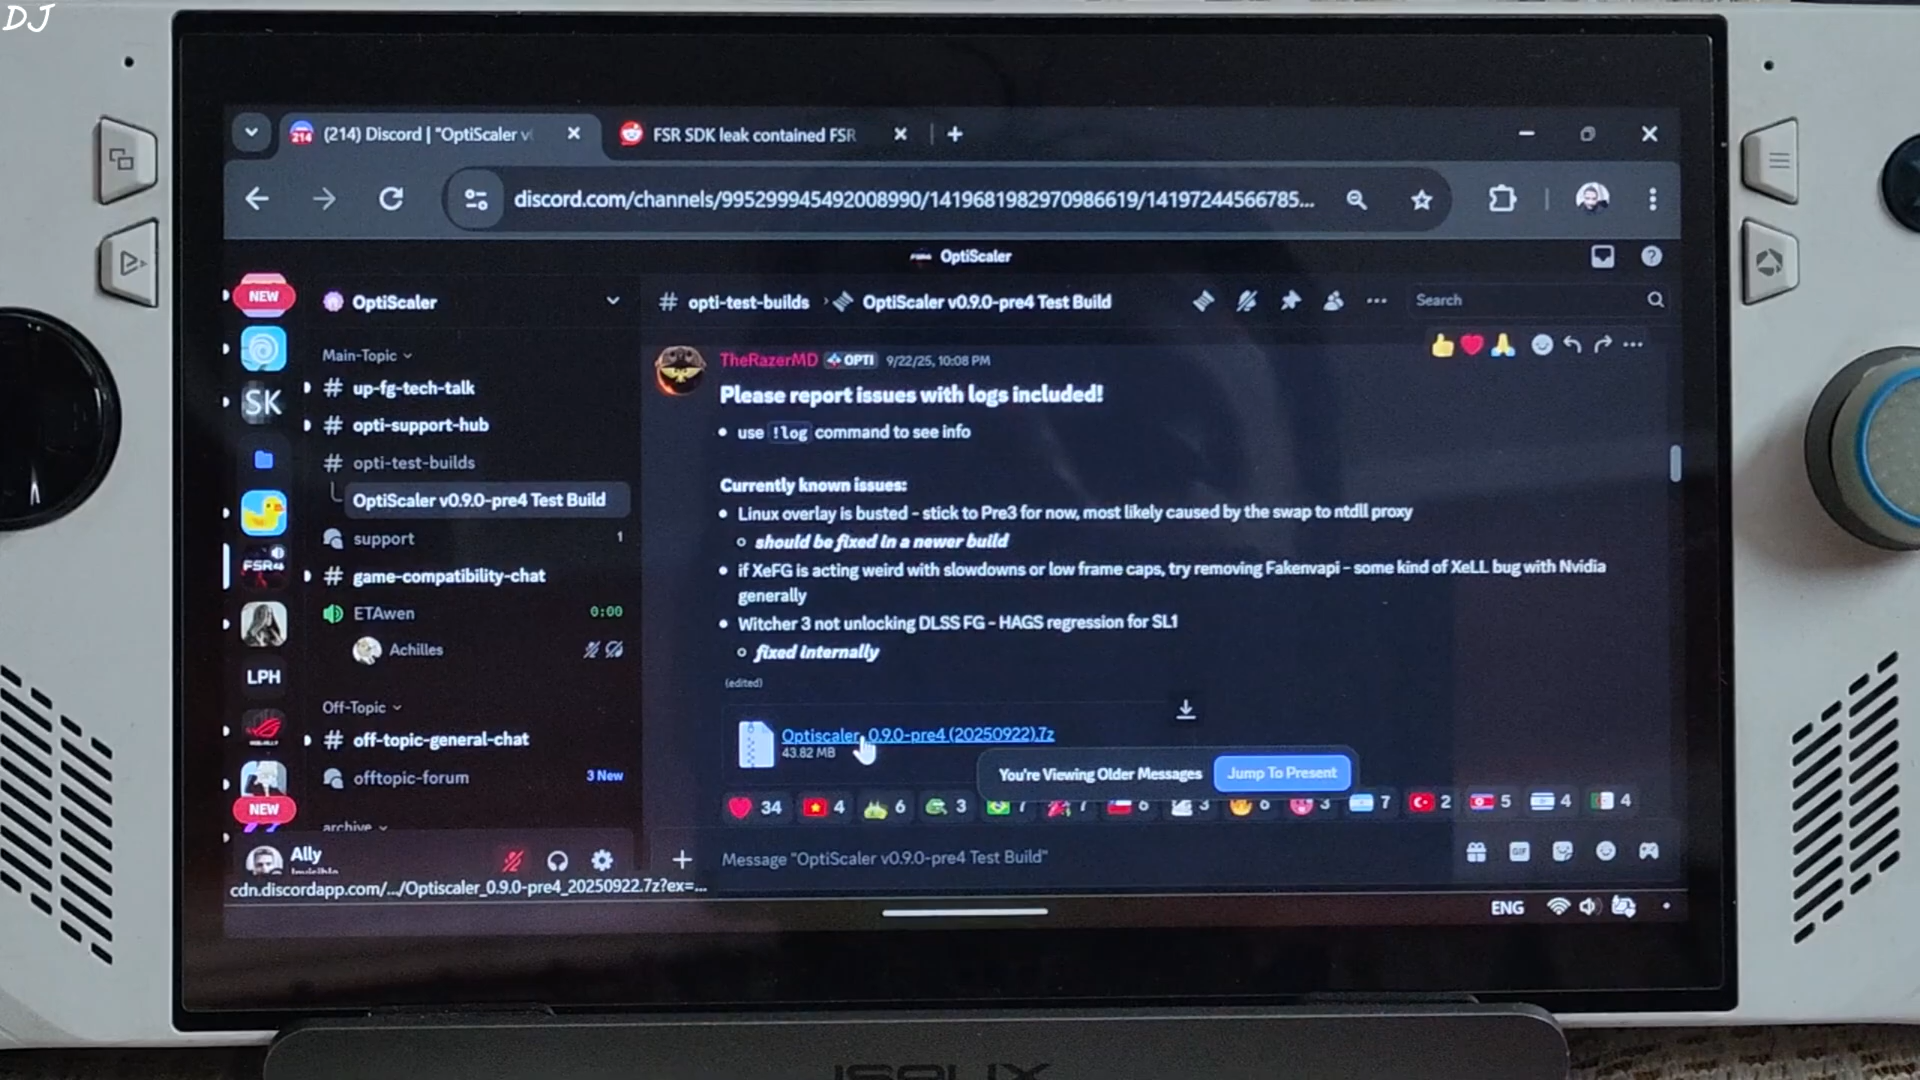 DJ
214
(214) Discord | "OptiScaler v
FSR SDK leak contained FSR
discord.com/channels/995299945492008990/1419681982970986619/14197244566785...
OptiScaler
NEW
OptiScaler
# opti-test-builds › OptiScaler v0.9.0-pre4 Test Build
Search
Main-Topic
# up-fg-tech-talk
SK
# opti-support-hub
# opti-test-builds
OptiScaler v0.9.0-pre4 Test Build
support 1
FSR4
# game-compatibility-chat
ETAwen 0:00
Achilles
LPH
Off-Topic
# off-topic-general-chat
offtopic-forum 3 New
NEW
archive
Ally
Invisible
TheRazerMD OPTI 9/22/25, 10:08 PM
Please report issues with logs included!
• use !log command to see info
Currently known issues:
• Linux overlay is busted - stick to Pre3 for now, most likely caused by the swap to ntdll proxy
○ should be fixed in a newer build
• if XeFG is acting weird with slowdowns or low frame caps, try removing Fakenvapi - some kind of XeLL bug with Nvidia
generally
• Witcher 3 not unlocking DLSS FG - HAGS regression for SL1
○ fixed internally
(edited)
Optiscaler_0.9.0-pre4 (20250922).7z
43.82 MB
You're Viewing Older Messages Jump To Present
34 4 6 3 7 7 6 3 6 3 7 2 5 4 4
Message "OptiScaler v0.9.0-pre4 Test Build"
GIF
cdn.discordapp.com/.../Optiscaler_0.9.0-pre4_20250922.7z?ex=...
ENG